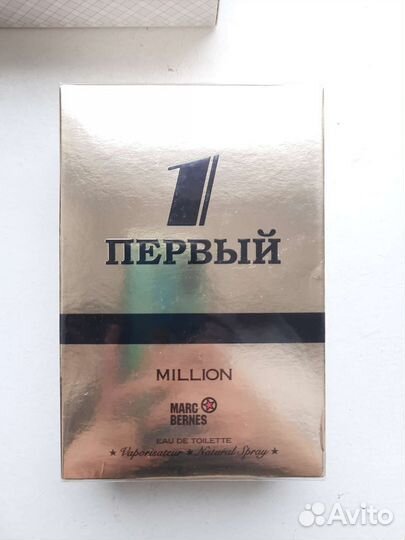 1
ПЕРВЫЙ
MILLION
MARC
BERNES
EAU DE TOILETTE
★ Vaporisateur ★ Natural Spray ★
Avito